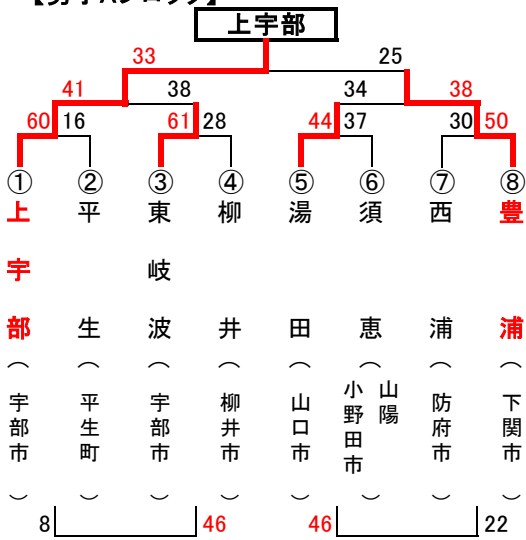 【男子Aブロック】
上宇部
33 25
41 38 34 38
60 16 61 28 44 37 30 50
① ② ③ ④ ⑤ ⑥ ⑦ ⑧
上宇部（宇部市）
平生（平生町）
東岐波（宇部市）
柳井（柳井市）
湯田（山口市）
須恵（山陽小野田市）
西浦（防府市）
豊浦（下関市）
8 46 46 22